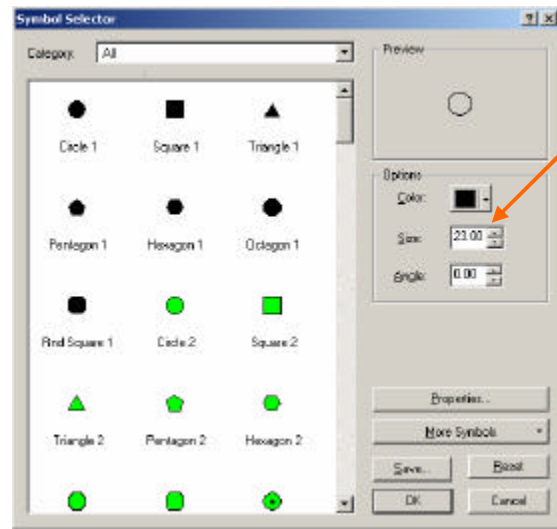 Symbol Selector
Category: All
Preview
Circle 1 Square 1 Triangle 1
Options
Color:
Pentagon 1 Hexagon 1 Octagon 1
Size: 23.00
Angle: 0.00
Rnd Square 1 Circle 2 Square 2
Triangle 2 Pentagon 2 Hexagon 2
Properties...
More Symbols
Save... Reset
OK Cancel